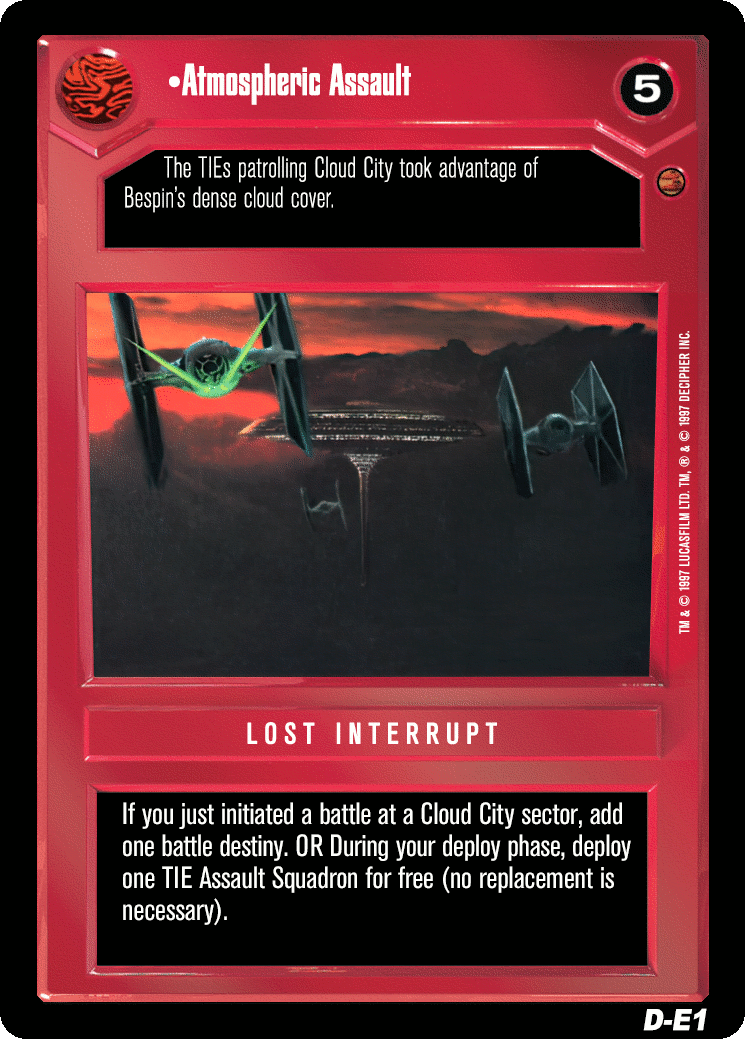 •Atmospheric Assault
5
The TIEs patrolling Cloud City took advantage of
Bespin's dense cloud cover.
TM & © 1997 LUCASFILM LTD. TM, ® & © 1997 DECIPHER INC.
LOST INTERRUPT
If you just initiated a battle at a Cloud City sector, add
one battle destiny. OR During your deploy phase, deploy
one TIE Assault Squadron for free (no replacement is
necessary).
D-E1